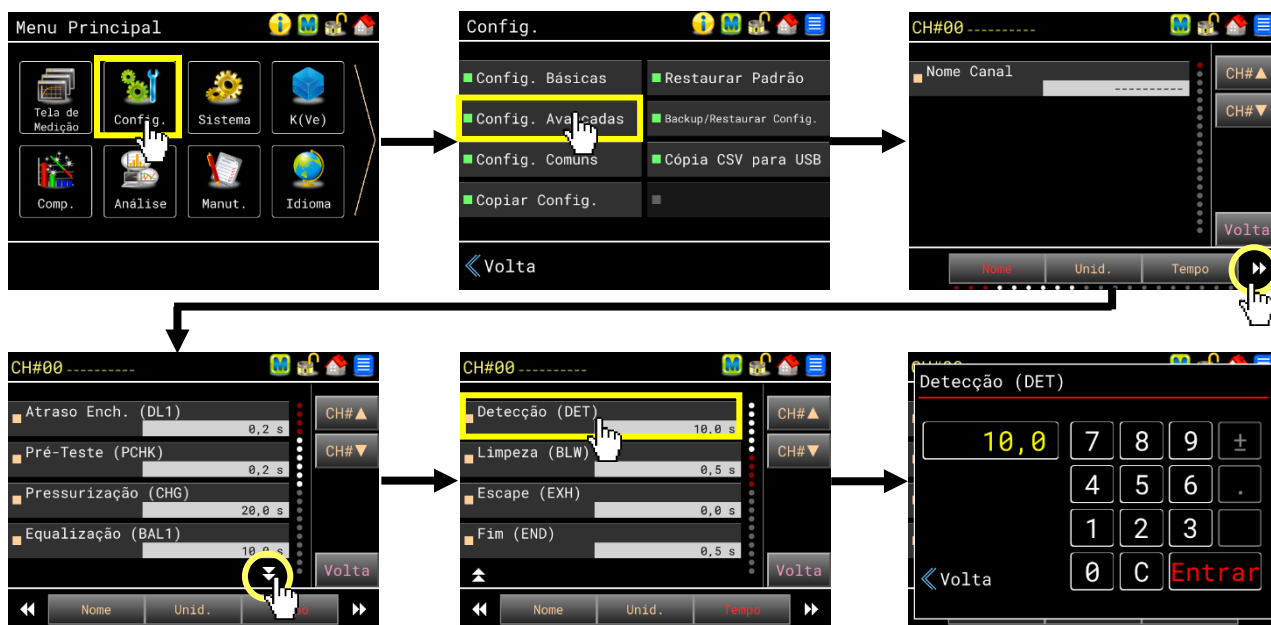 Menu Principal
Tela de
Medição
Config.
Sistema
K(Ve)
Comp.
Análise
Manut.
Idioma
Config.
Config. Básicas
Restaurar Padrão
Config. Avançadas
Backup/Restaurar Config.
Config. Comuns
Cópia CSV para USB
Copiar Config.
Volta
CH#00 ----------
Nome Canal
----------
CH#▲
CH#▼
Volta
Nome Unid. Tempo
CH#00 ----------
Atraso Ench. (DL1)
0,2 s
Pré-Teste (PCHK)
0,2 s
Pressurização (CHG)
20,0 s
Equalização (BAL1)
10,0 s
CH#▲
CH#▼
Volta
Nome Unid.
CH#00 ----------
Detecção (DET)
10.0 s
Limpeza (BLW)
0,5 s
Escape (EXH)
0,0 s
Fim (END)
0,5 s
CH#▲
CH#▼
Volta
Nome Unid. Tempo
Detecção (DET)
10,0
7 8 9 ±
4 5 6 .
1 2 3
0 C Entrar
Volta